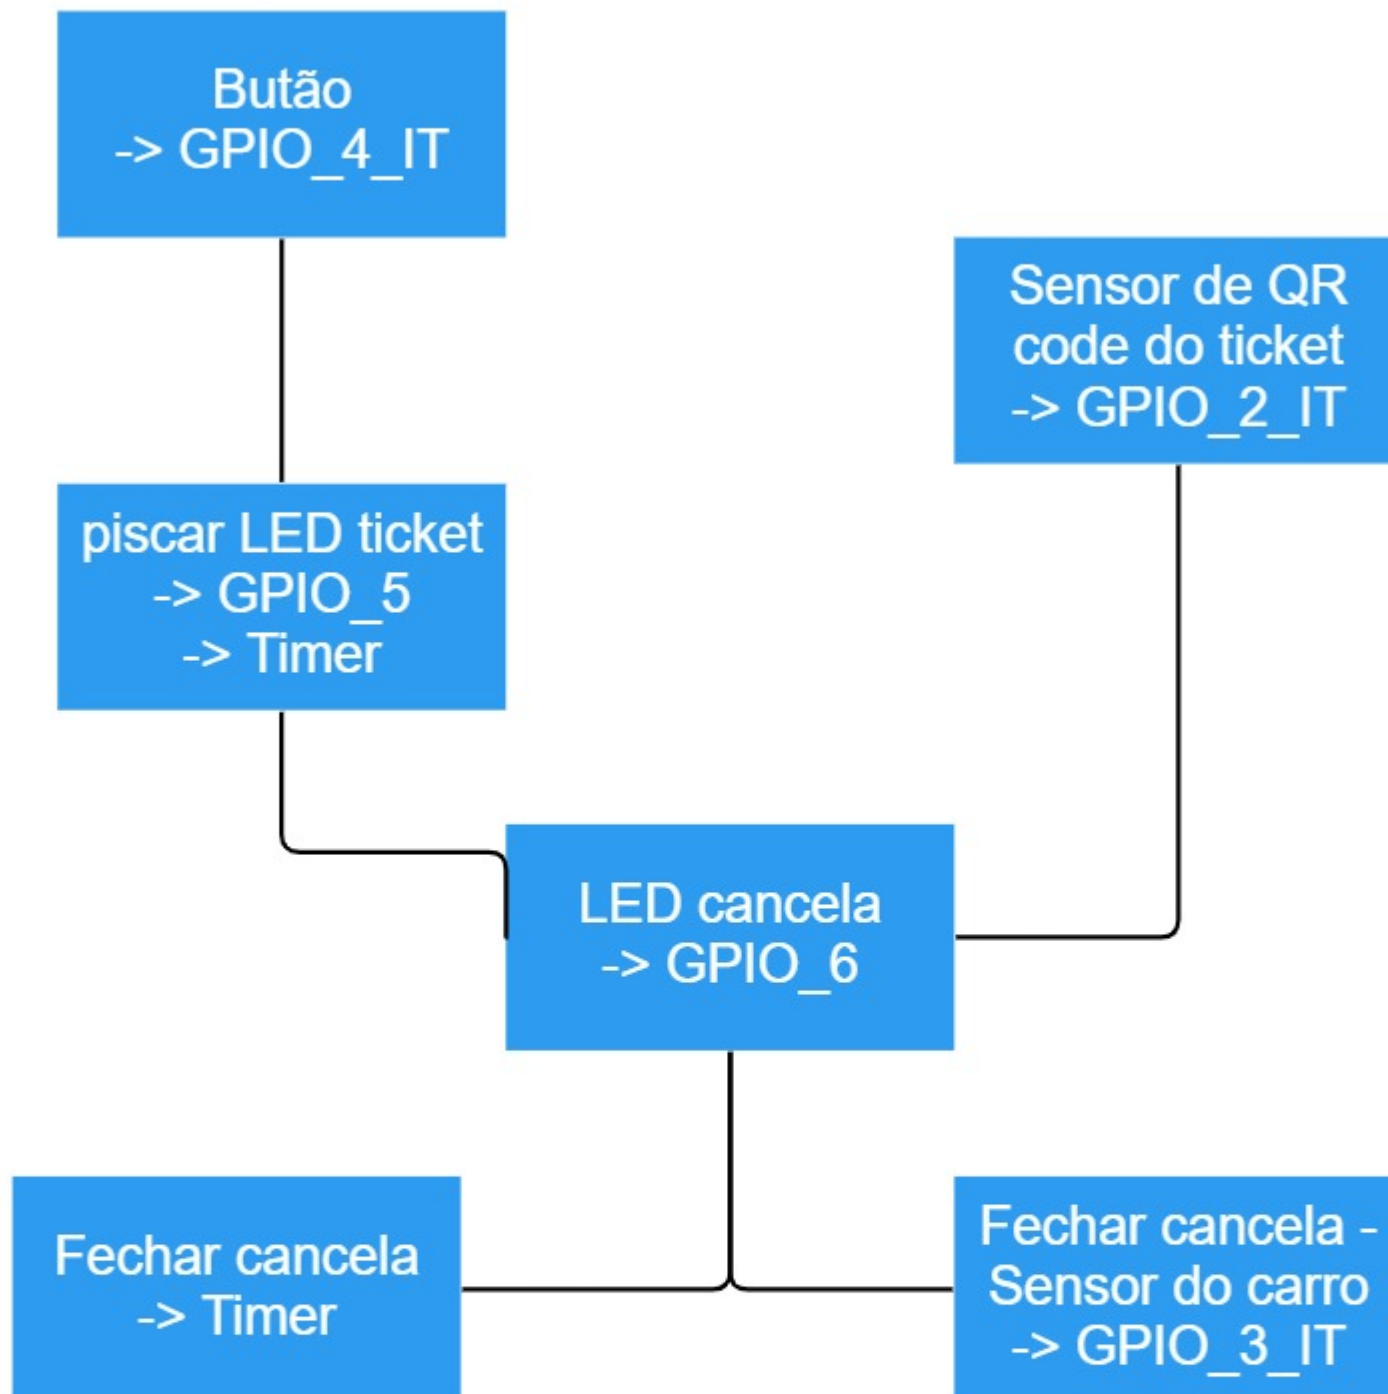 Butão
-> GPIO_4_IT
Sensor de QR
code do ticket
-> GPIO_2_IT
piscar LED ticket
-> GPIO_5
-> Timer
LED cancela
-> GPIO_6
Fechar cancela
-> Timer
Fechar cancela -
Sensor do carro
-> GPIO_3_IT